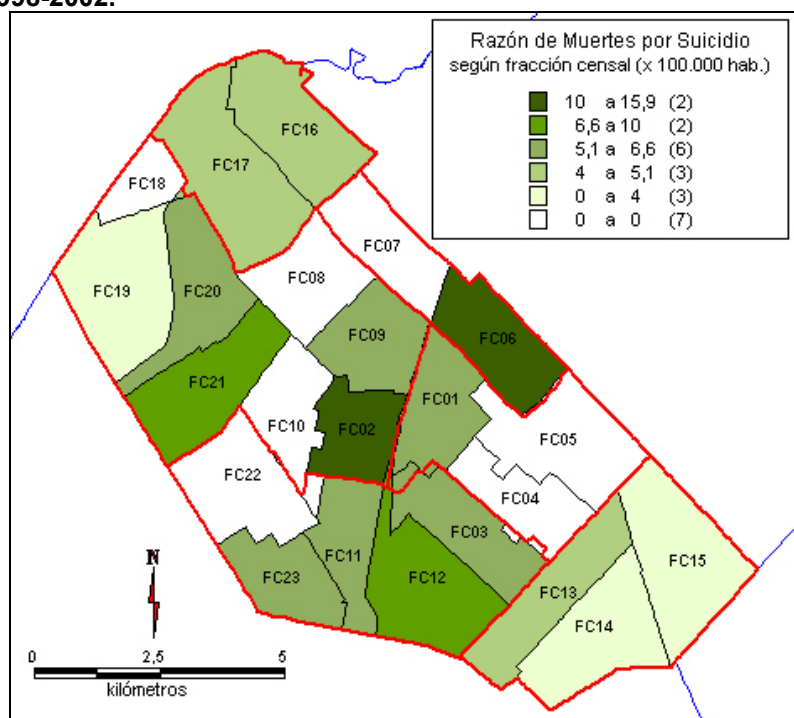 998-2002.
Razón de Muertes por Suicidio
según fracción censal (x 100.000 hab.)
10 a 15,9 (2)
6,6 a 10 (2)
5,1 a 6,6 (6)
4 a 5,1 (3)
0 a 4 (3)
0 a 0 (7)
FC16
FC17
FC18
FC07
FC08
FC19
FC20
FC09
FC06
FC21
FC01
FC10
FC02
FC05
FC22
FC04
FC11
FC03
FC15
FC23
FC12
FC13
FC14
N
0 2,5 5
kilómetros